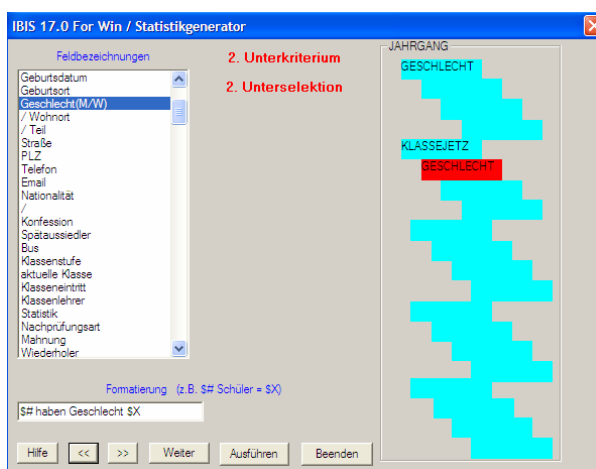 IBIS 17.0 For Win / Statistikgenerator
Feldbezeichnungen
Geburtsdatum
Geburtsort
Geschlecht(M/W)
/ Wohnort
/ Teil
Straße
PLZ
Telefon
Email
Nationalität
/
Konfession
Spätaussiedler
Bus
Klassenstufe
aktuelle Klasse
Klasseneintritt
Klassenlehrer
Statistik
Nachprüfungsart
Mahnung
Wiederholer
2. Unterkriterium
2. Unterselektion
JAHRGANG
GESCHLECHT
KLASSEJETZ
GESCHLECHT
Formatierung (z.B. $# Schüler = $X)
$# haben Geschlecht $X
Hilfe << >> Weiter Ausführen Beenden